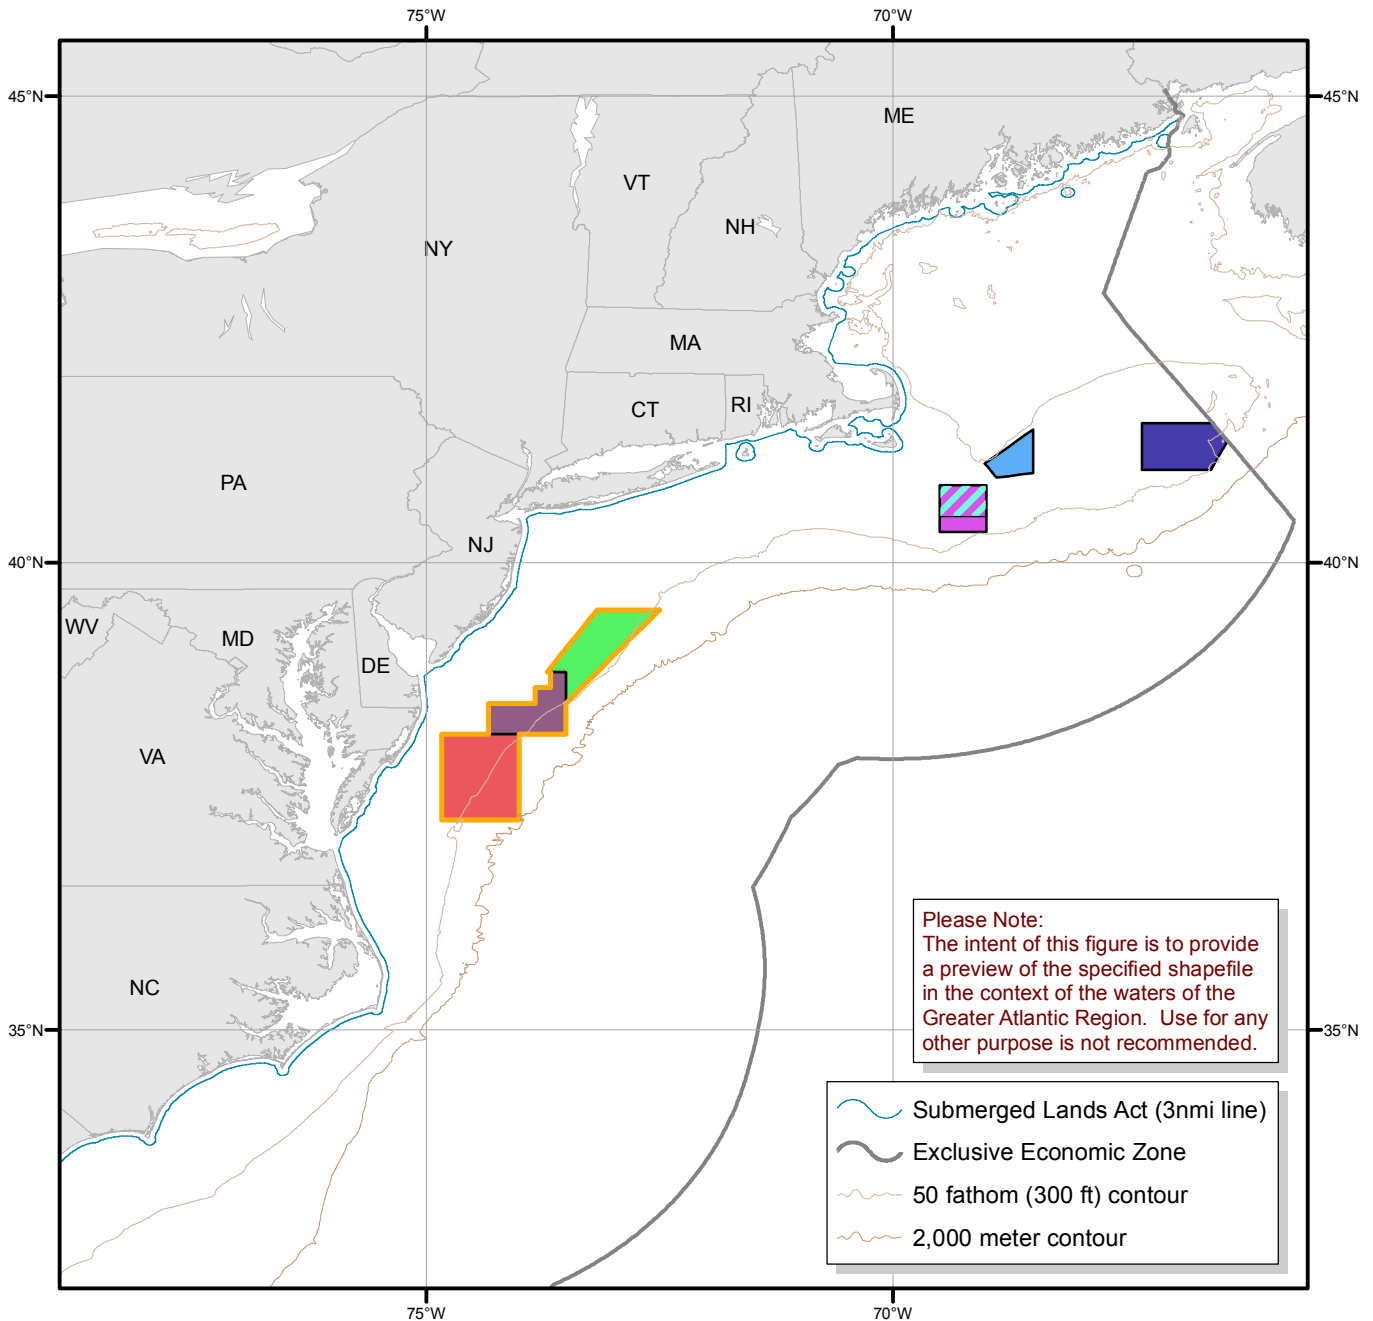 75°W
70°W
45°N
45°N
ME
VT
NH
NY
MA
CT
RI
PA
NJ
40°N
40°N
WV
MD
DE
VA
Please Note:
The intent of this figure is to provide
a preview of the specified shapefile
in the context of the waters of the
Greater Atlantic Region.  Use for any
other purpose is not recommended.
NC
35°N
35°N
Submerged Lands Act (3nmi line)
Exclusive Economic Zone
50 fathom (300 ft) contour
2,000 meter contour
75°W
70°W